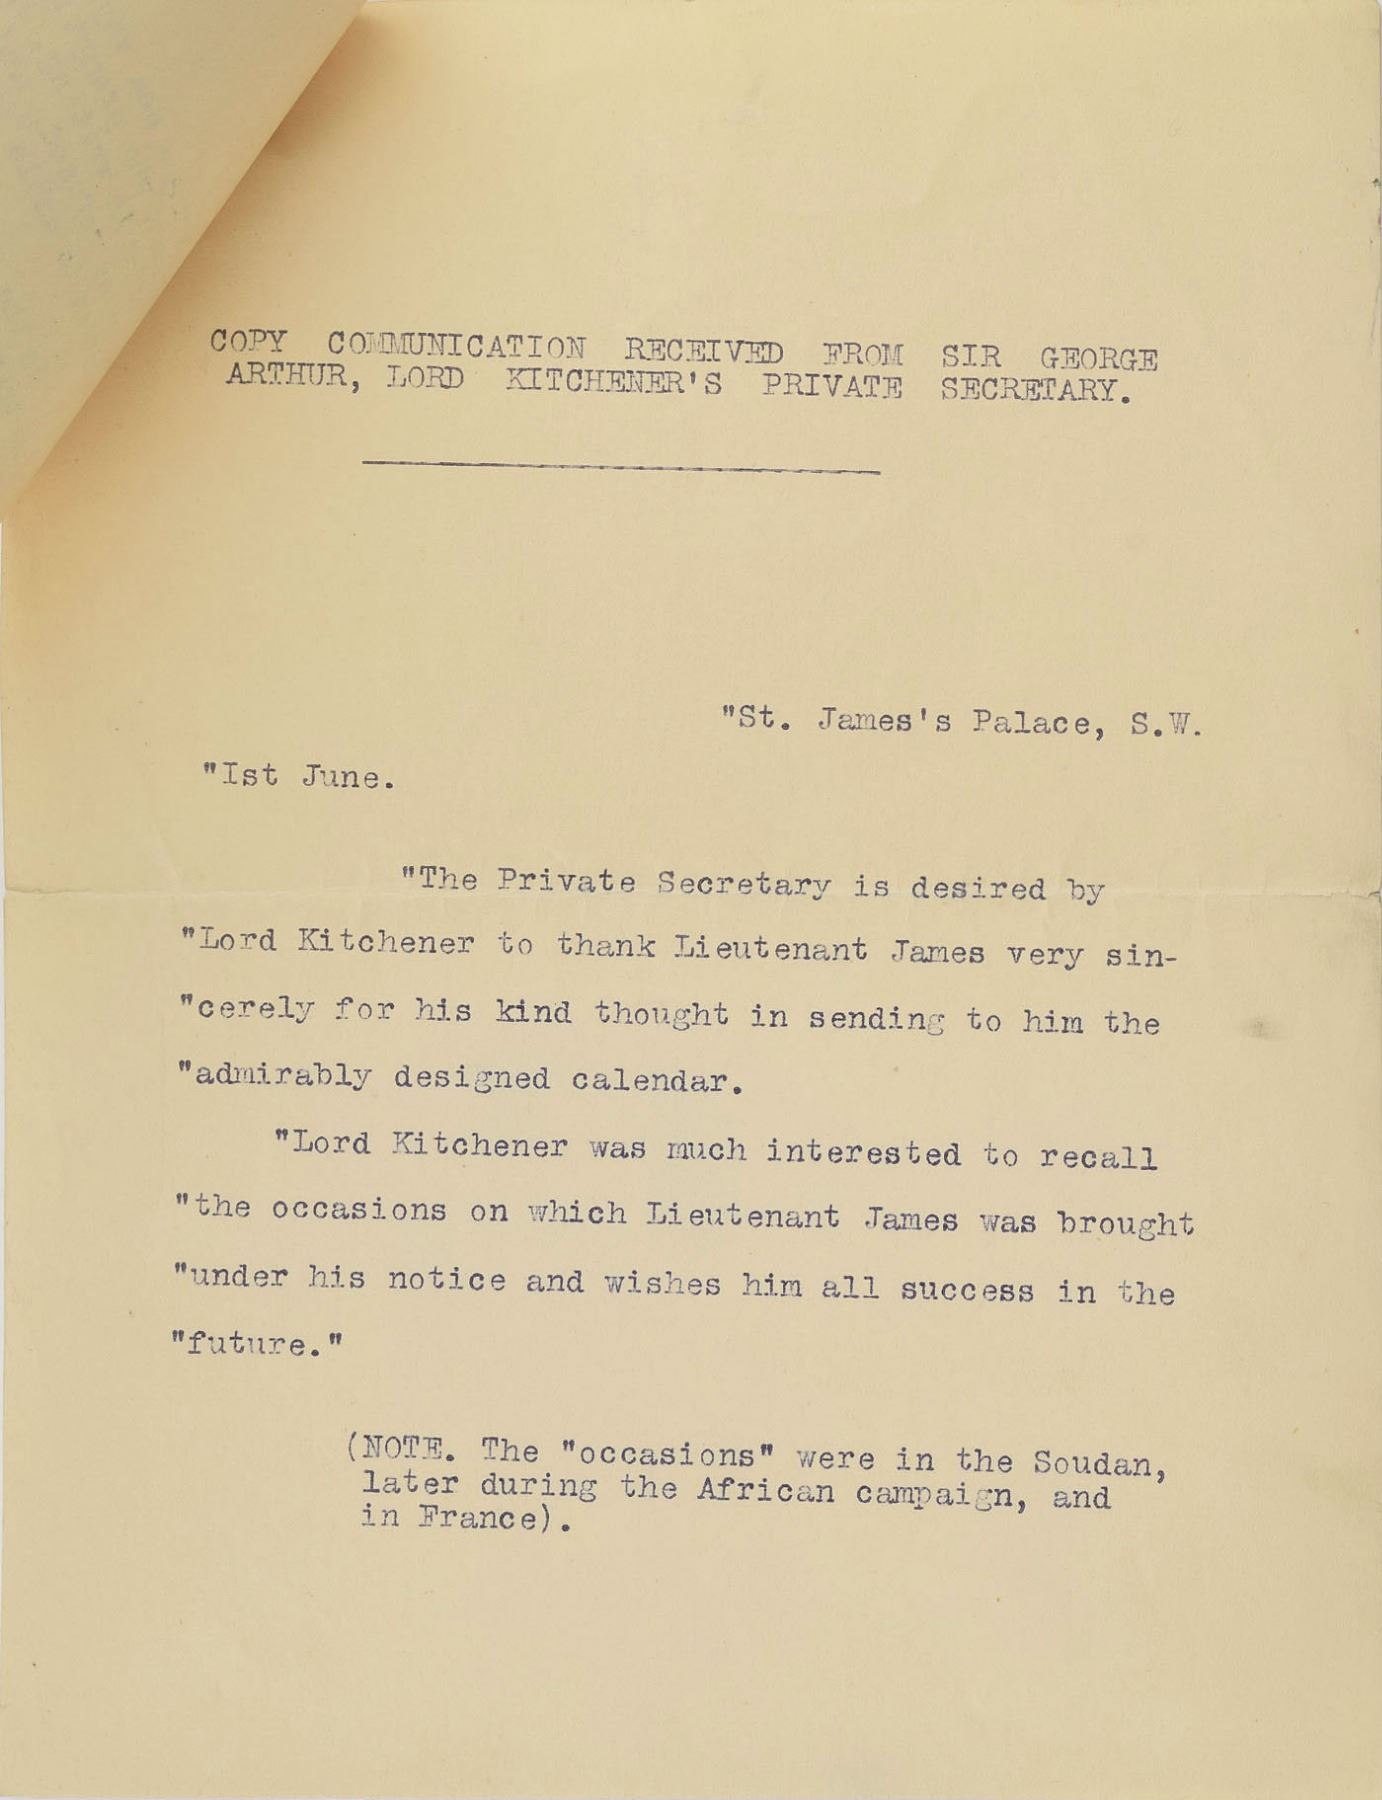 COPY COMMUNICATION RECEIVED FROM SIR GEORGE
ARTHUR, LORD KITCHENER'S PRIVATE SECRETARY.
"St. James's Palace, S.W.
"Ist June.
"The Private Secretary is desired by
"Lord Kitchener to thank Lieutenant James very sin-
"cerely for his kind thought in sending to him the
"admirably designed calendar.
"Lord Kitchener was much interested to recall
"the occasions on which Lieutenant James was brought
"under his notice and wishes him all success in the
"future."
(NOTE. The "occasions" were in the Soudan,
later during the African campaign, and
in France).